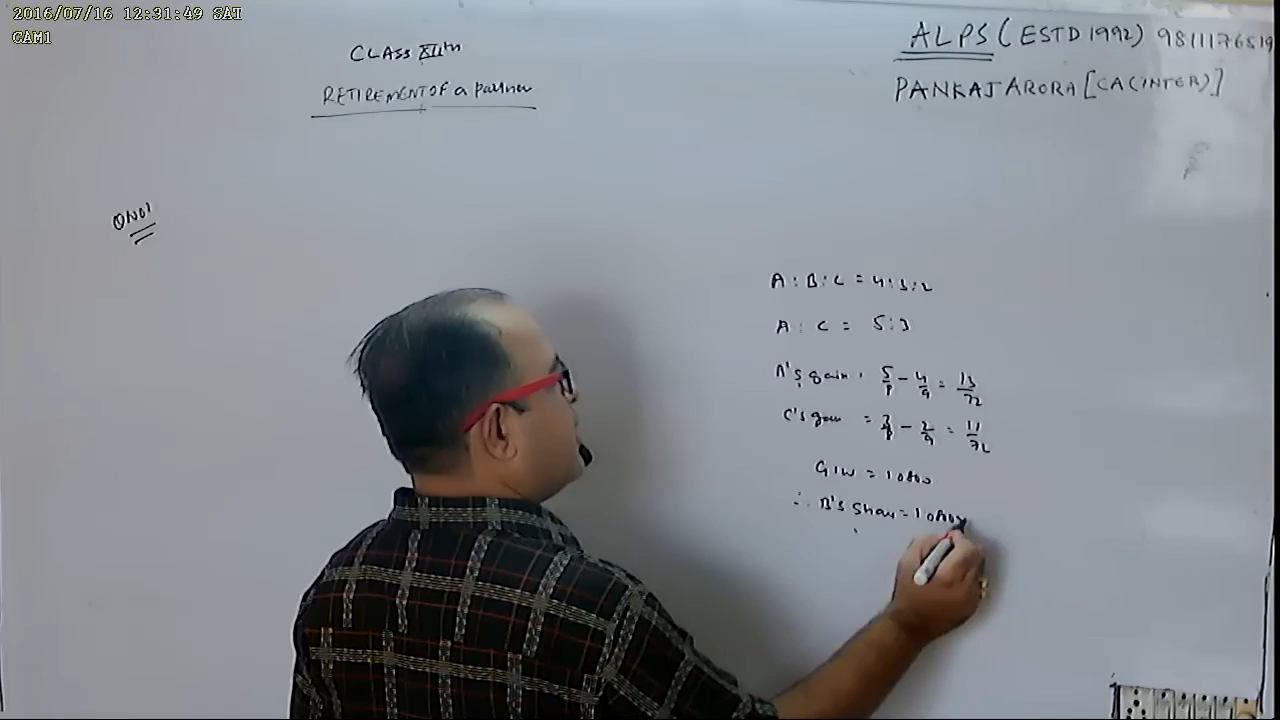 2016/07/16 12:31:49 SAT
CAM1
CLASS XIIth
RETIREMENT OF a Partner
ALPS (ESTD 1992) 9811176819
PANKAJ ARORA [CA (INTER)]
QNO1
A : B : C = 4 : 3 : 2
A : C = 5 : 3
A's gain = 5/8 - 4/9 = 13/72
C's gain = 3/8 - 2/9 = 11/72
G/W = 10800
∴ B's Share = 10800 x